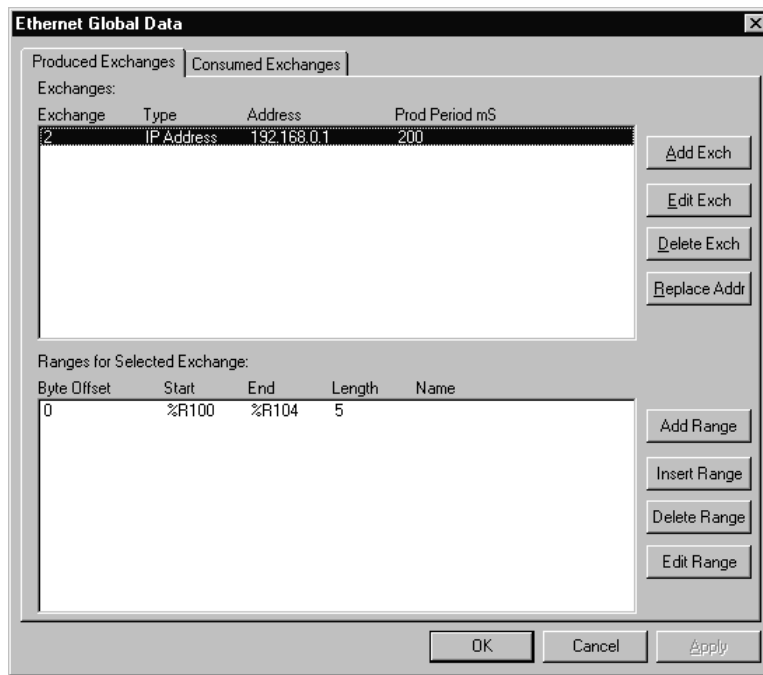 Ethernet Global Data
Produced Exchanges
Consumed Exchanges
Exchanges:
Exchange Type Address Prod Period mS
2 IP Address 192.168.0.1 200
Add Exch
Edit Exch
Delete Exch
Replace Addr
Ranges for Selected Exchange:
Byte Offset Start End Length Name
0 %R100 %R104 5
Add Range
Insert Range
Delete Range
Edit Range
OK Cancel Apply